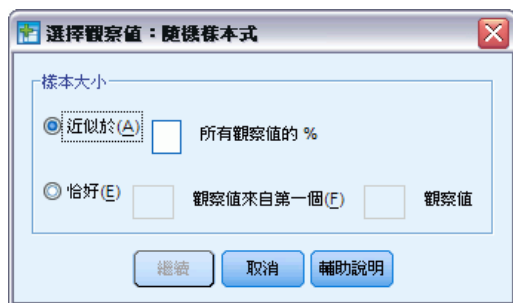 選擇觀察值：隨機樣本式
樣本大小
近似於(A) 所有觀察值的 %
恰好(E) 觀察值來自第一個(F) 觀察值
繼續 取消 輔助說明